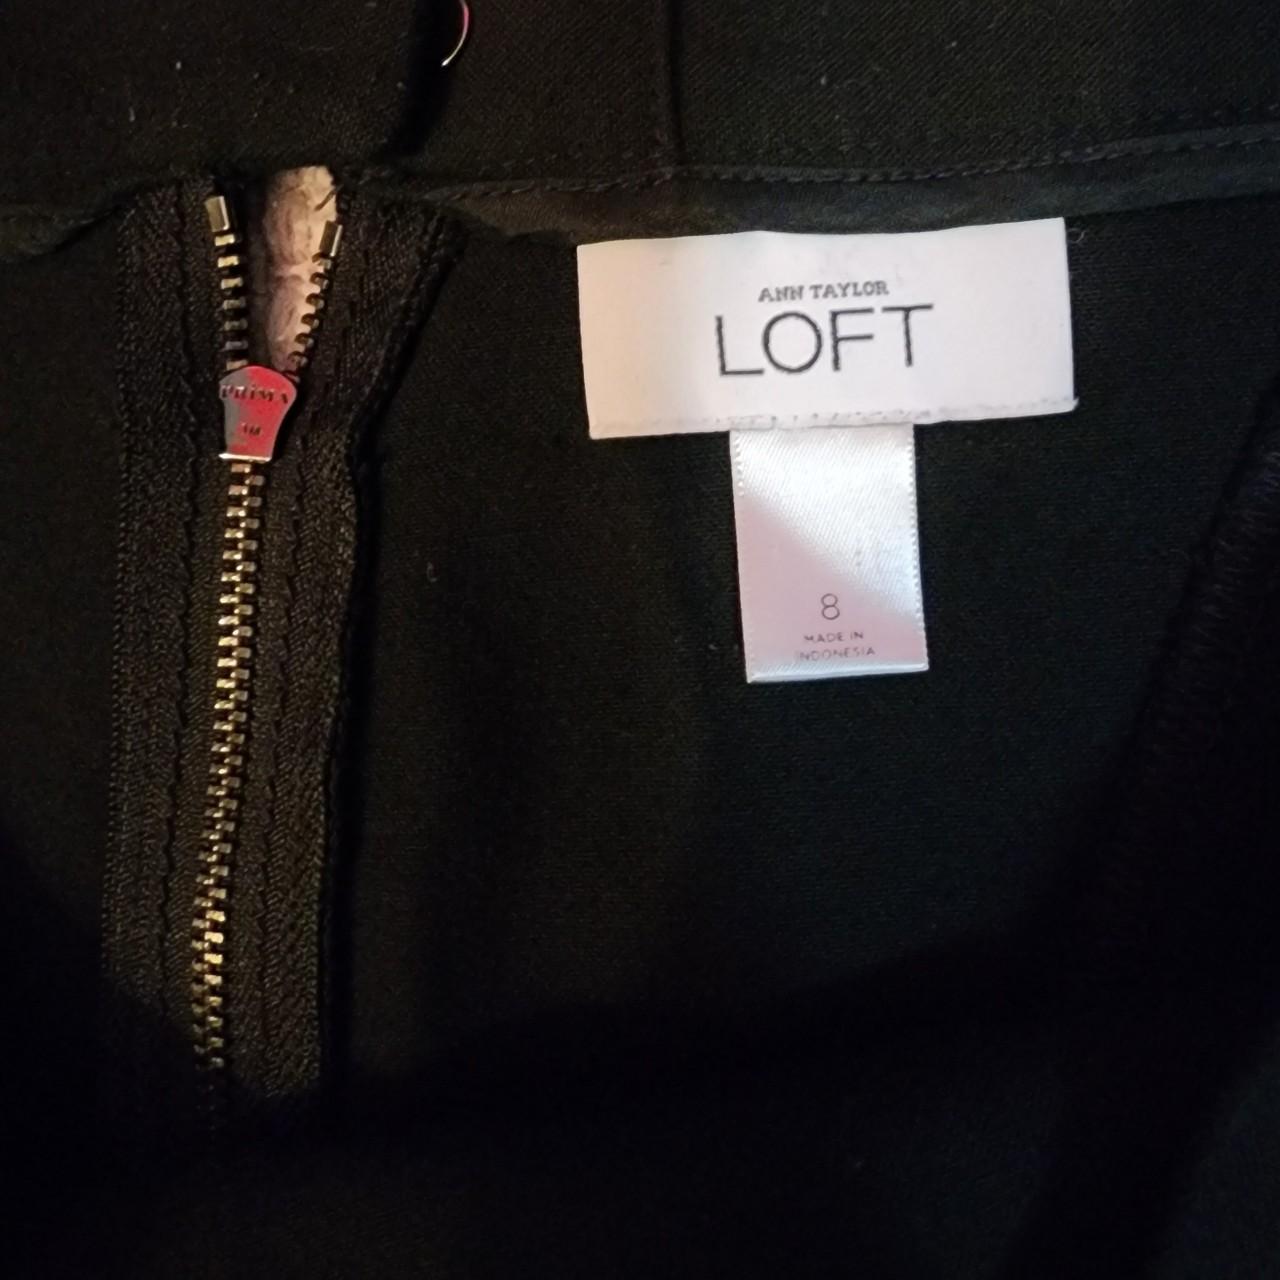 ANN TAYLOR
LOFT
PRiMA
8
MADE IN
INDONESIA